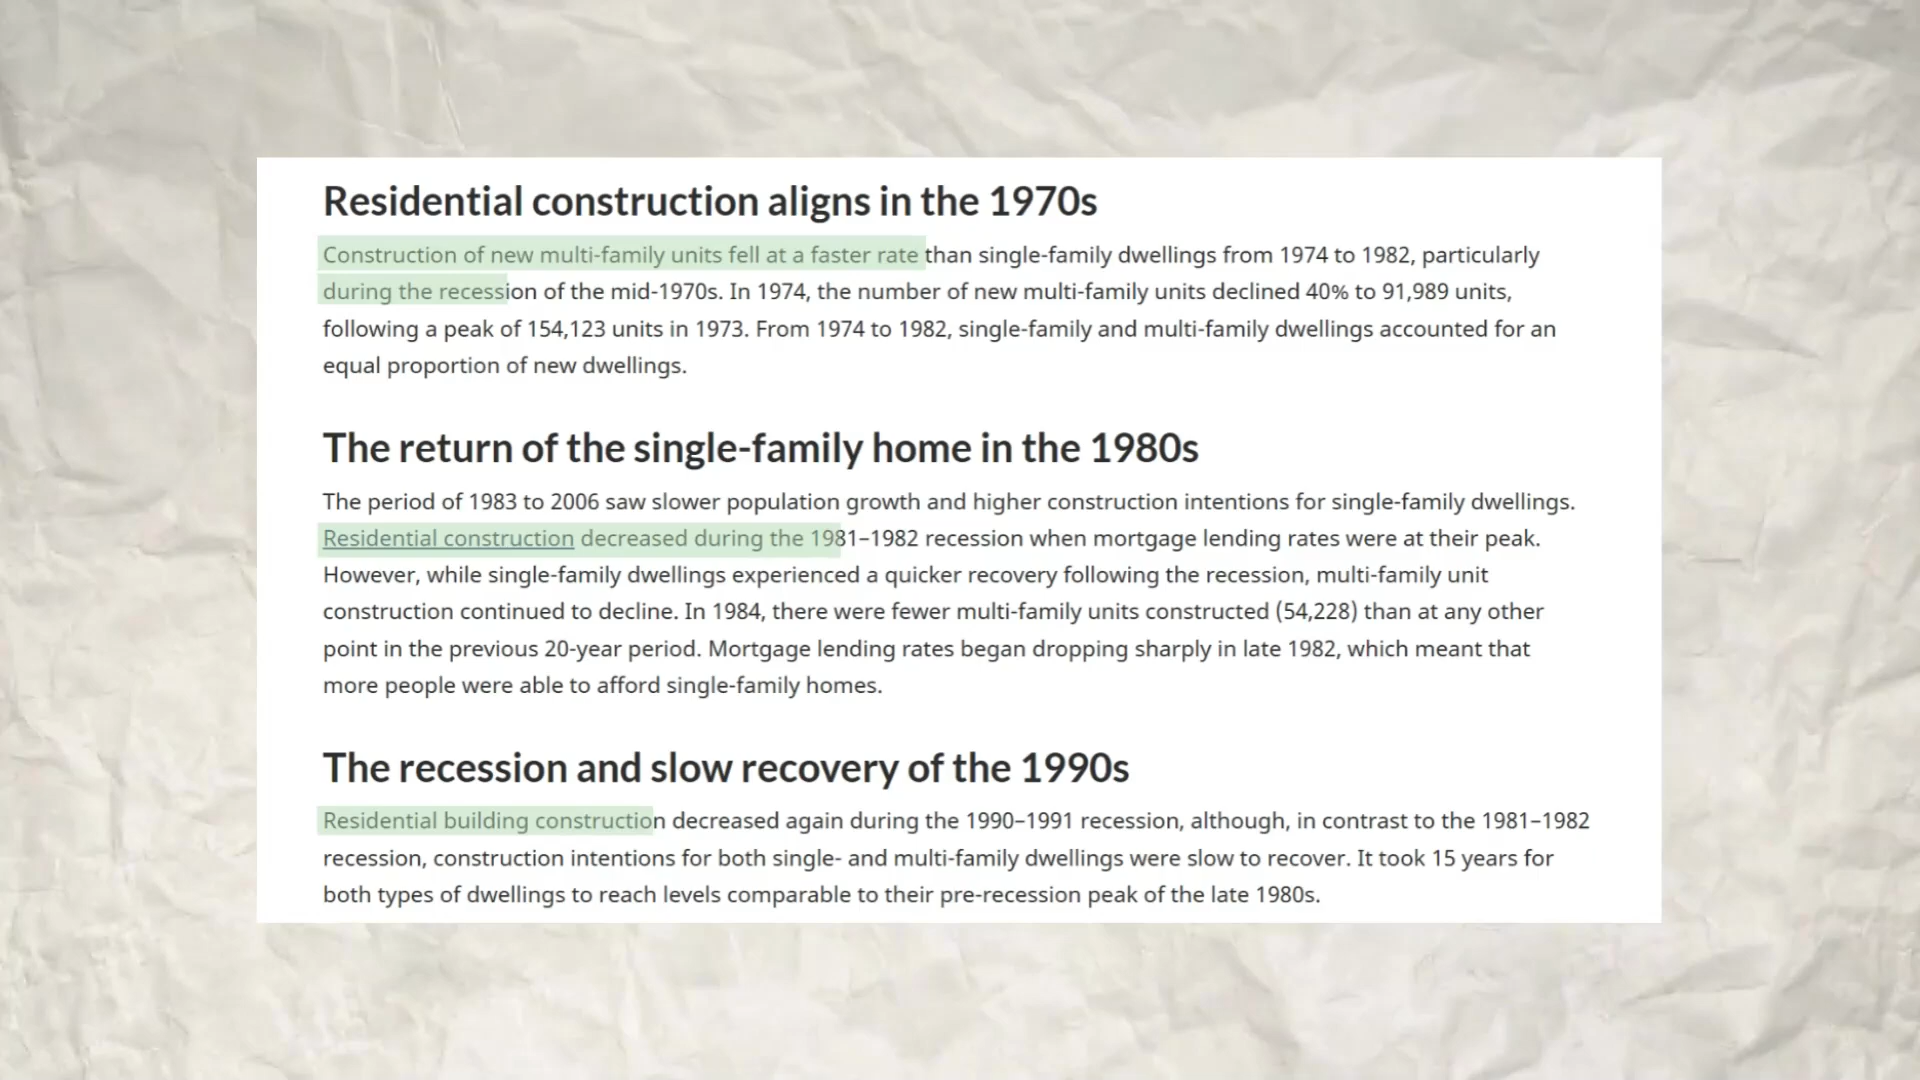 Residential construction aligns in the 1970s
Construction of new multi-family units fell at a faster rate than single-family dwellings from 1974 to 1982, particularly
during the recession of the mid-1970s. In 1974, the number of new multi-family units declined 40% to 91,989 units,
following a peak of 154,123 units in 1973. From 1974 to 1982, single-family and multi-family dwellings accounted for an
equal proportion of new dwellings.
The return of the single-family home in the 1980s
The period of 1983 to 2006 saw slower population growth and higher construction intentions for single-family dwellings.
Residential construction decreased during the 1981–1982 recession when mortgage lending rates were at their peak.
However, while single-family dwellings experienced a quicker recovery following the recession, multi-family unit
construction continued to decline. In 1984, there were fewer multi-family units constructed (54,228) than at any other
point in the previous 20-year period. Mortgage lending rates began dropping sharply in late 1982, which meant that
more people were able to afford single-family homes.
The recession and slow recovery of the 1990s
Residential building construction decreased again during the 1990–1991 recession, although, in contrast to the 1981–1982
recession, construction intentions for both single- and multi-family dwellings were slow to recover. It took 15 years for
both types of dwellings to reach levels comparable to their pre-recession peak of the late 1980s.